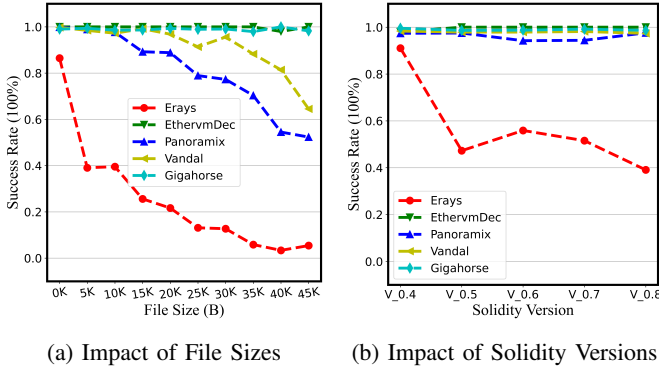 1.0
0.8
0.6
0.4
0.2
0.0
Success Rate (100%)
Erays
EthervmDec
Panoramix
Vandal
Gigahorse
0K 5K 10K 15K 20K 25K 30K 35K 40K 45K
File Size (B)
(a) Impact of File Sizes
1.0
0.8
0.6
0.4
0.2
0.0
Success Rate (100%)
Erays
EthervmDec
Panoramix
Vandal
Gigahorse
V_0.4 V_0.5 V_0.6 V_0.7 V_0.8
Solidity Version
(b) Impact of Solidity Versions